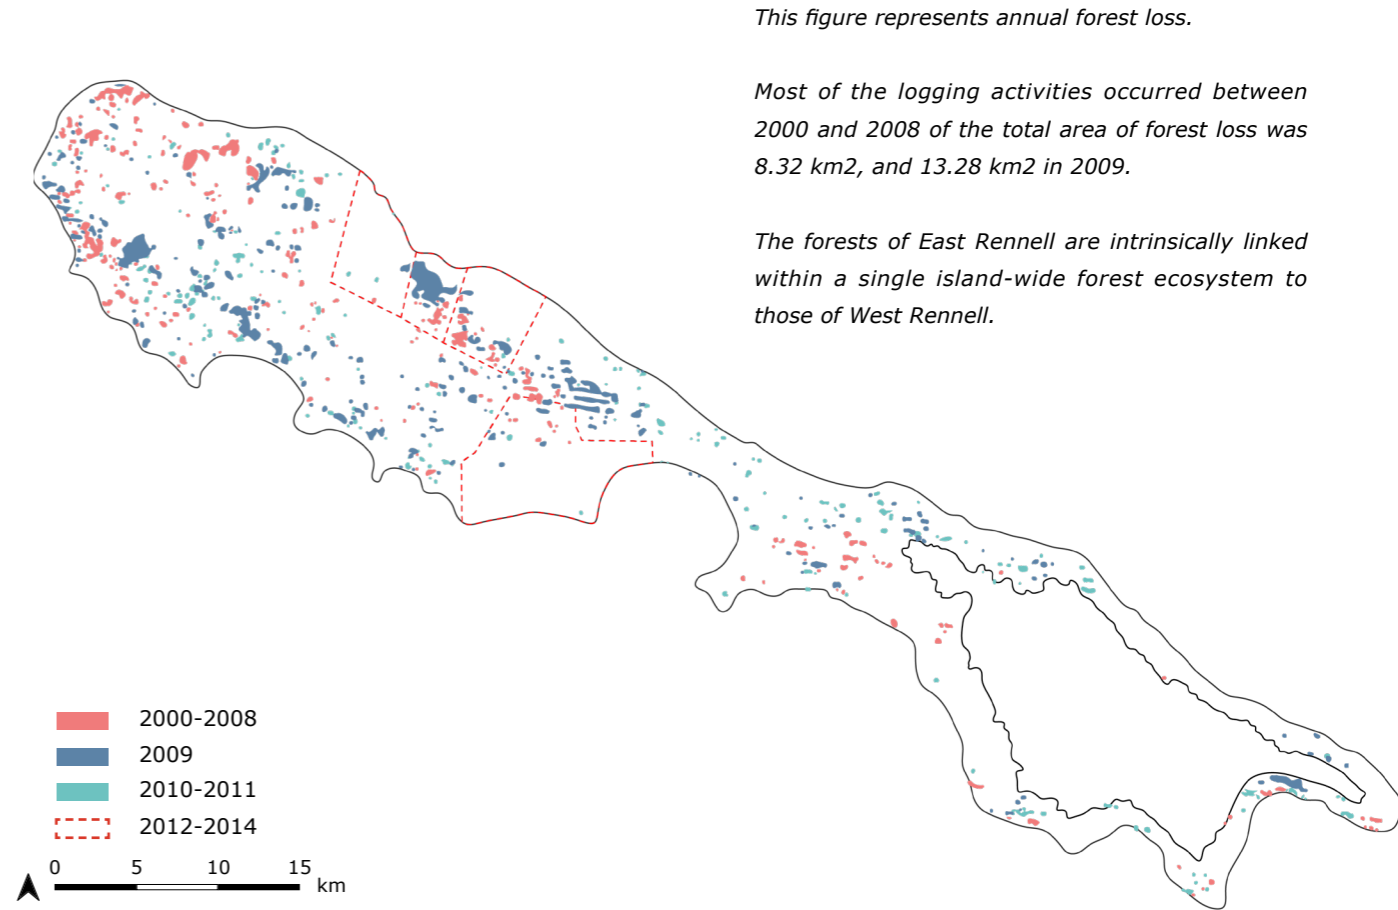 This figure represents annual forest loss.
Most of the logging activities occurred between
2000 and 2008 of the total area of forest loss was
8.32 km2, and 13.28 km2 in 2009.
The forests of East Rennell are intrinsically linked
within a single island-wide forest ecosystem to
those of West Rennell.
2000-2008
2009
2010-2011
2012-2014
0 5 10 15
km